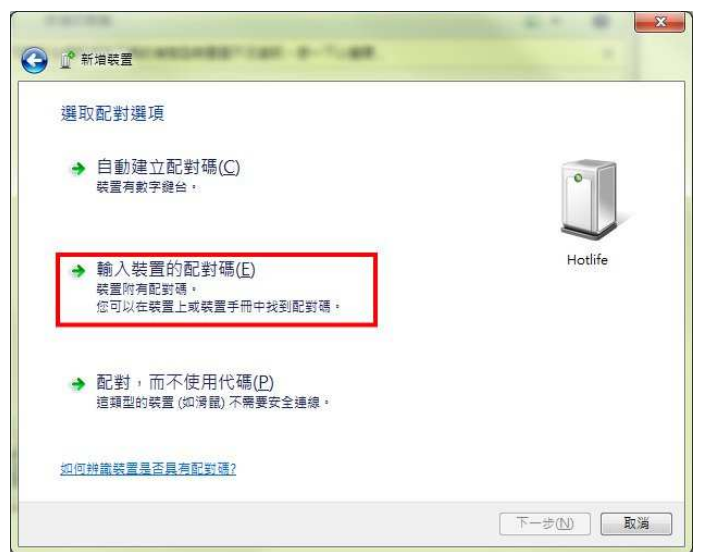 新增裝置
選取配對選項
自動建立配對碼(C)
裝置有數字鍵台。
輸入裝置的配對碼(E)
裝置附有配對碼。
您可以在裝置上或裝置手冊中找到配對碼。
Hotlife
配對，而不使用代碼(P)
這類型的裝置 (如滑鼠) 不需要安全連線。
如何辨識裝置是否具有配對碼?
下一步(N)
取消